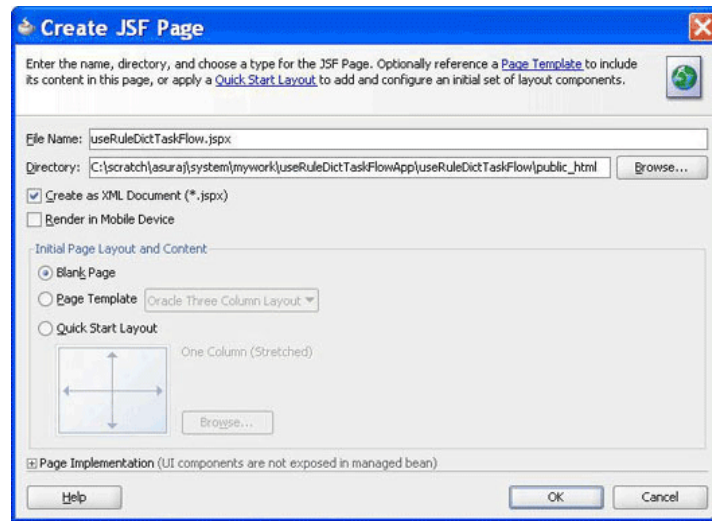 Create JSF Page
Enter the name, directory, and choose a type for the JSF Page. Optionally reference a Page Template to include
its content in this page, or apply a Quick Start Layout to add and configure an initial set of layout components.
File Name: useRuleDictTaskFlow.jspx
Directory: C:\scratch\asuraj\system\mywork\useRuleDictTaskFlowApp\useRuleDictTaskFlow\public_html Browse...
Create as XML Document (*.jspx)
Render in Mobile Device
Initial Page Layout and Content
Blank Page
Page Template Oracle Three Column Layout
Quick Start Layout
One Column (Stretched)
Browse...
Page Implementation (UI components are not exposed in managed bean)
Help OK Cancel